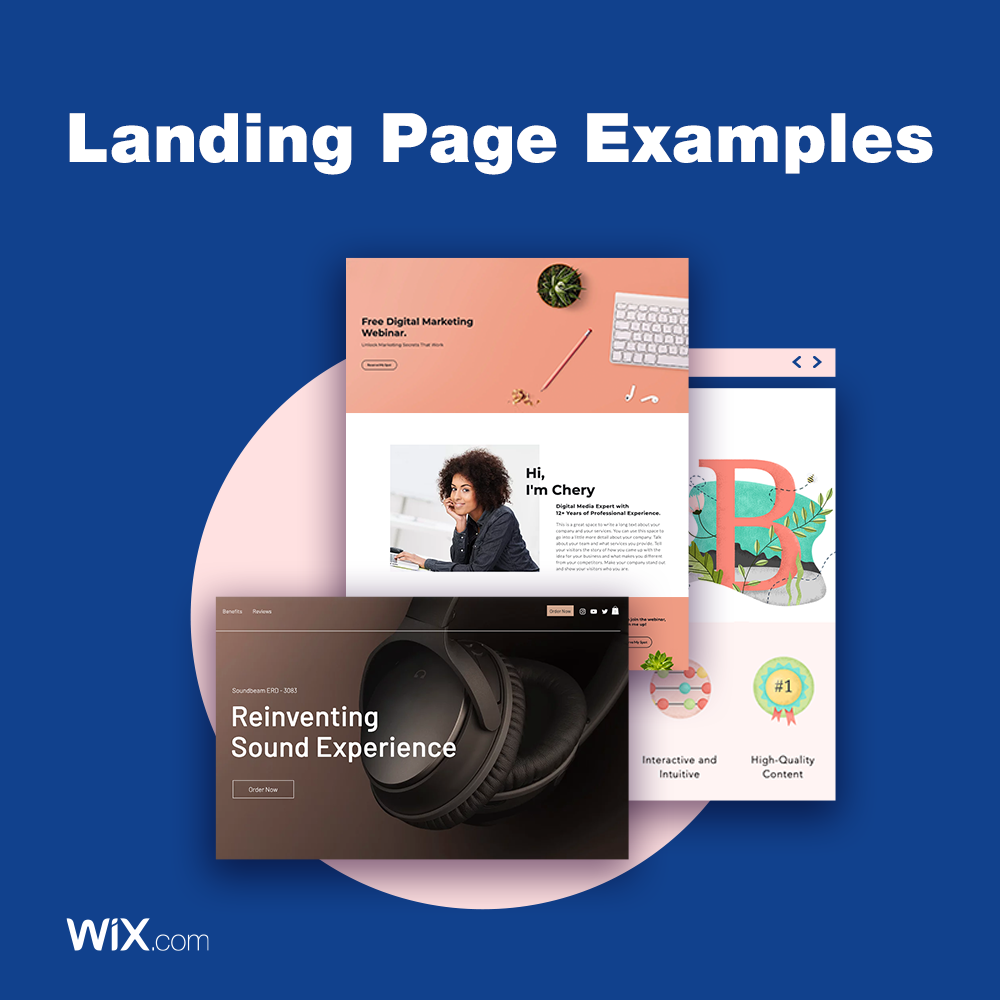 Landing Page Examples
Free Digital Marketing
Webinar.
Unlock Marketing Secrets That Work
Reserve My Spot
Hi,
I'm Chery
Digital Media Expert with
12+ Years of Professional Experience.
This is a great space to write a long text about your
company and your services. You can use this space to
go into a little more detail about your company. Talk
about your team and what services you provide. Tell
your visitors the story of how you came up with the
idea for your business and what makes you different
from your competitors. Make your company stand out
and show your visitors who you are.
B
join the webinar,
me up!
My Spot
Benefits
Reviews
Order Now
Soundbeam ERO - 3083
Reinventing
Sound Experience
Order Now
#1
Interactive and
Intuitive
High-Quality
Content
WiX.com